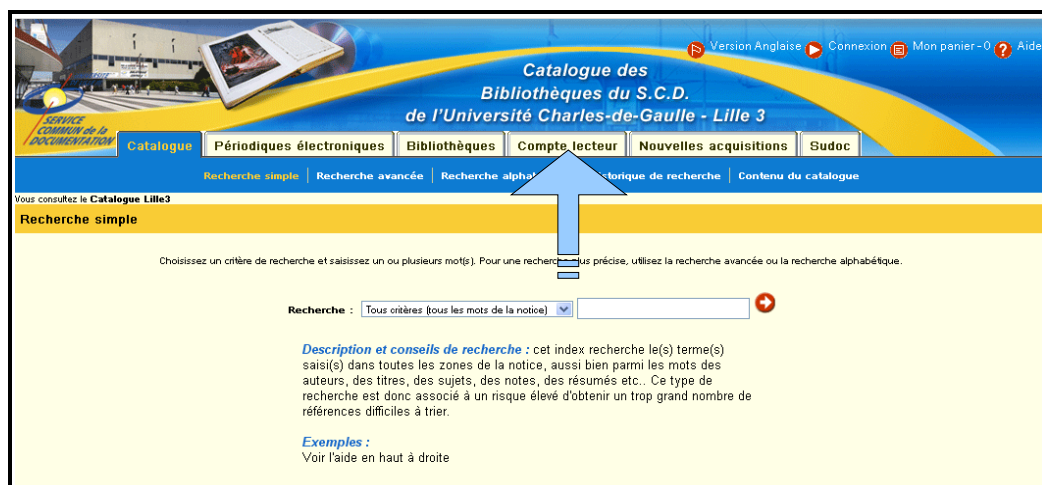 Version Anglaise Connexion Mon panier - 0 Aide
Catalogue des
Bibliothèques du S.C.D.
de l'Université Charles-de-Gaulle - Lille 3
SERVICE
COMMUN de la
DOCUMENTATION
Catalogue Périodiques électroniques Bibliothèques Compte lecteur Nouvelles acquisitions Sudoc
Recherche simple | Recherche avancée | Recherche alphab storique de recherche | Contenu du catalogue
Vous consultez le Catalogue Lille3
Recherche simple
Choisissez un critère de recherche et saisissez un ou plusieurs mot(s). Pour une recherche plus précise, utilisez la recherche avancée ou la recherche alphabétique.
Recherche : Tous critères (tous les mots de la notice)
Description et conseils de recherche : cet index recherche le(s) terme(s)
saisi(s) dans toutes les zones de la notice, aussi bien parmi les mots des
auteurs, des titres, des sujets, des notes, des résumés etc.. Ce type de
recherche est donc associé à un risque élevé d'obtenir un trop grand nombre de
références difficiles à trier.
Exemples :
Voir l'aide en haut à droite